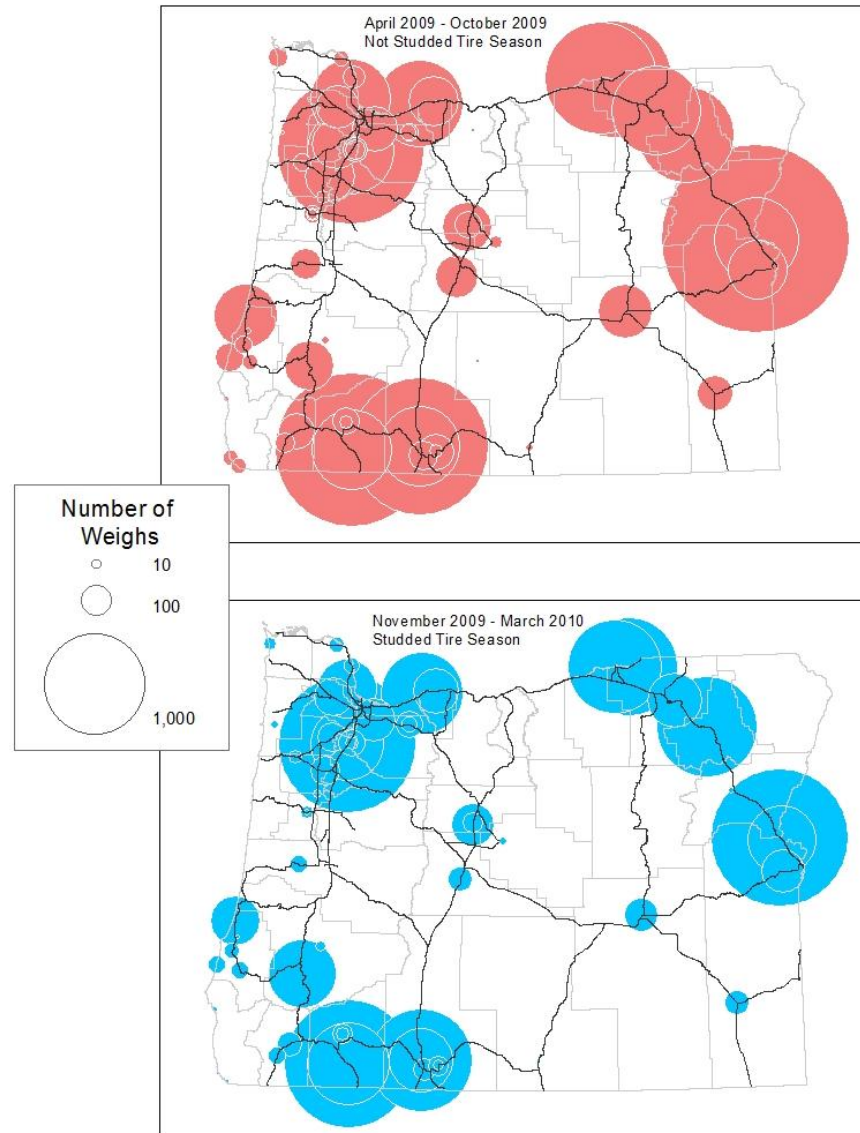 April 2009 - October 2009
Not Studded Tire Season
Number of
Weighs
10
100
1,000
November 2009 - March 2010
Studded Tire Season